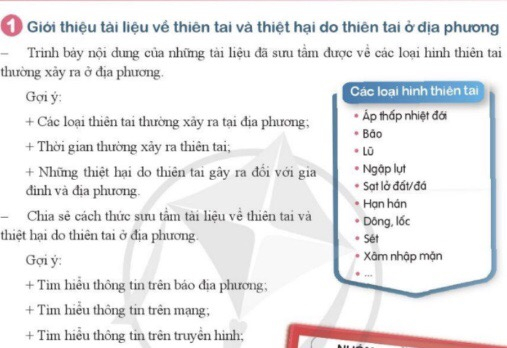 1 Giới thiệu tài liệu về thiên tai và thiệt hại do thiên tai ở địa phương
– Trình bày nội dung của những tài liệu đã sưu tầm được về các loại hình thiên tai
thường xảy ra ở địa phương.
Gợi ý:
+ Các loại thiên tai thường xảy ra tại địa phương;
+ Thời gian thường xảy ra thiên tai;
+ Những thiệt hại do thiên tai gây ra đối với gia
đình và địa phương.
– Chia sẻ cách thức sưu tầm tài liệu về thiên tai và
thiệt hại do thiên tai ở địa phương.
Gợi ý:
+ Tìm hiểu thông tin trên báo địa phương;
+ Tìm hiểu thông tin trên mạng;
+ Tìm hiểu thông tin trên truyền hình;
Các loại hình thiên tai
• Áp thấp nhiệt đới
• Bão
• Lũ
• Ngập lụt
• Sạt lở đất/đá
• Hạn hán
• Dông, lốc
• Sét
• Xâm nhập mặn
• ...